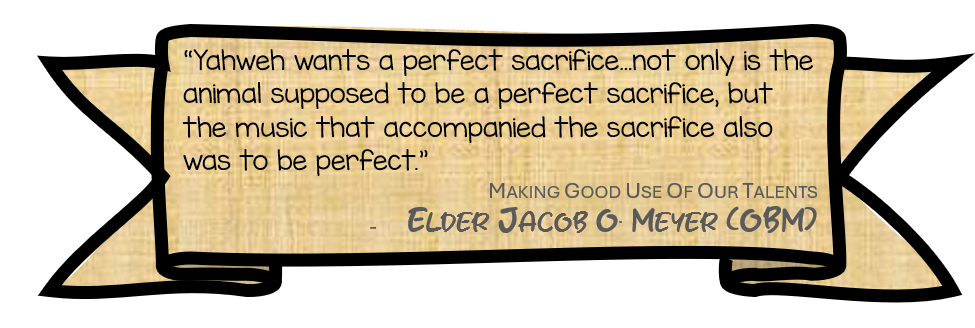 “Yahweh wants a perfect sacrifice...not only is the
animal supposed to be a perfect sacrifice, but
the music that accompanied the sacrifice also
was to be perfect.”
MAKING GOOD USE OF OUR TALENTS
- ELDER JACOB O. MEYER (OBM)